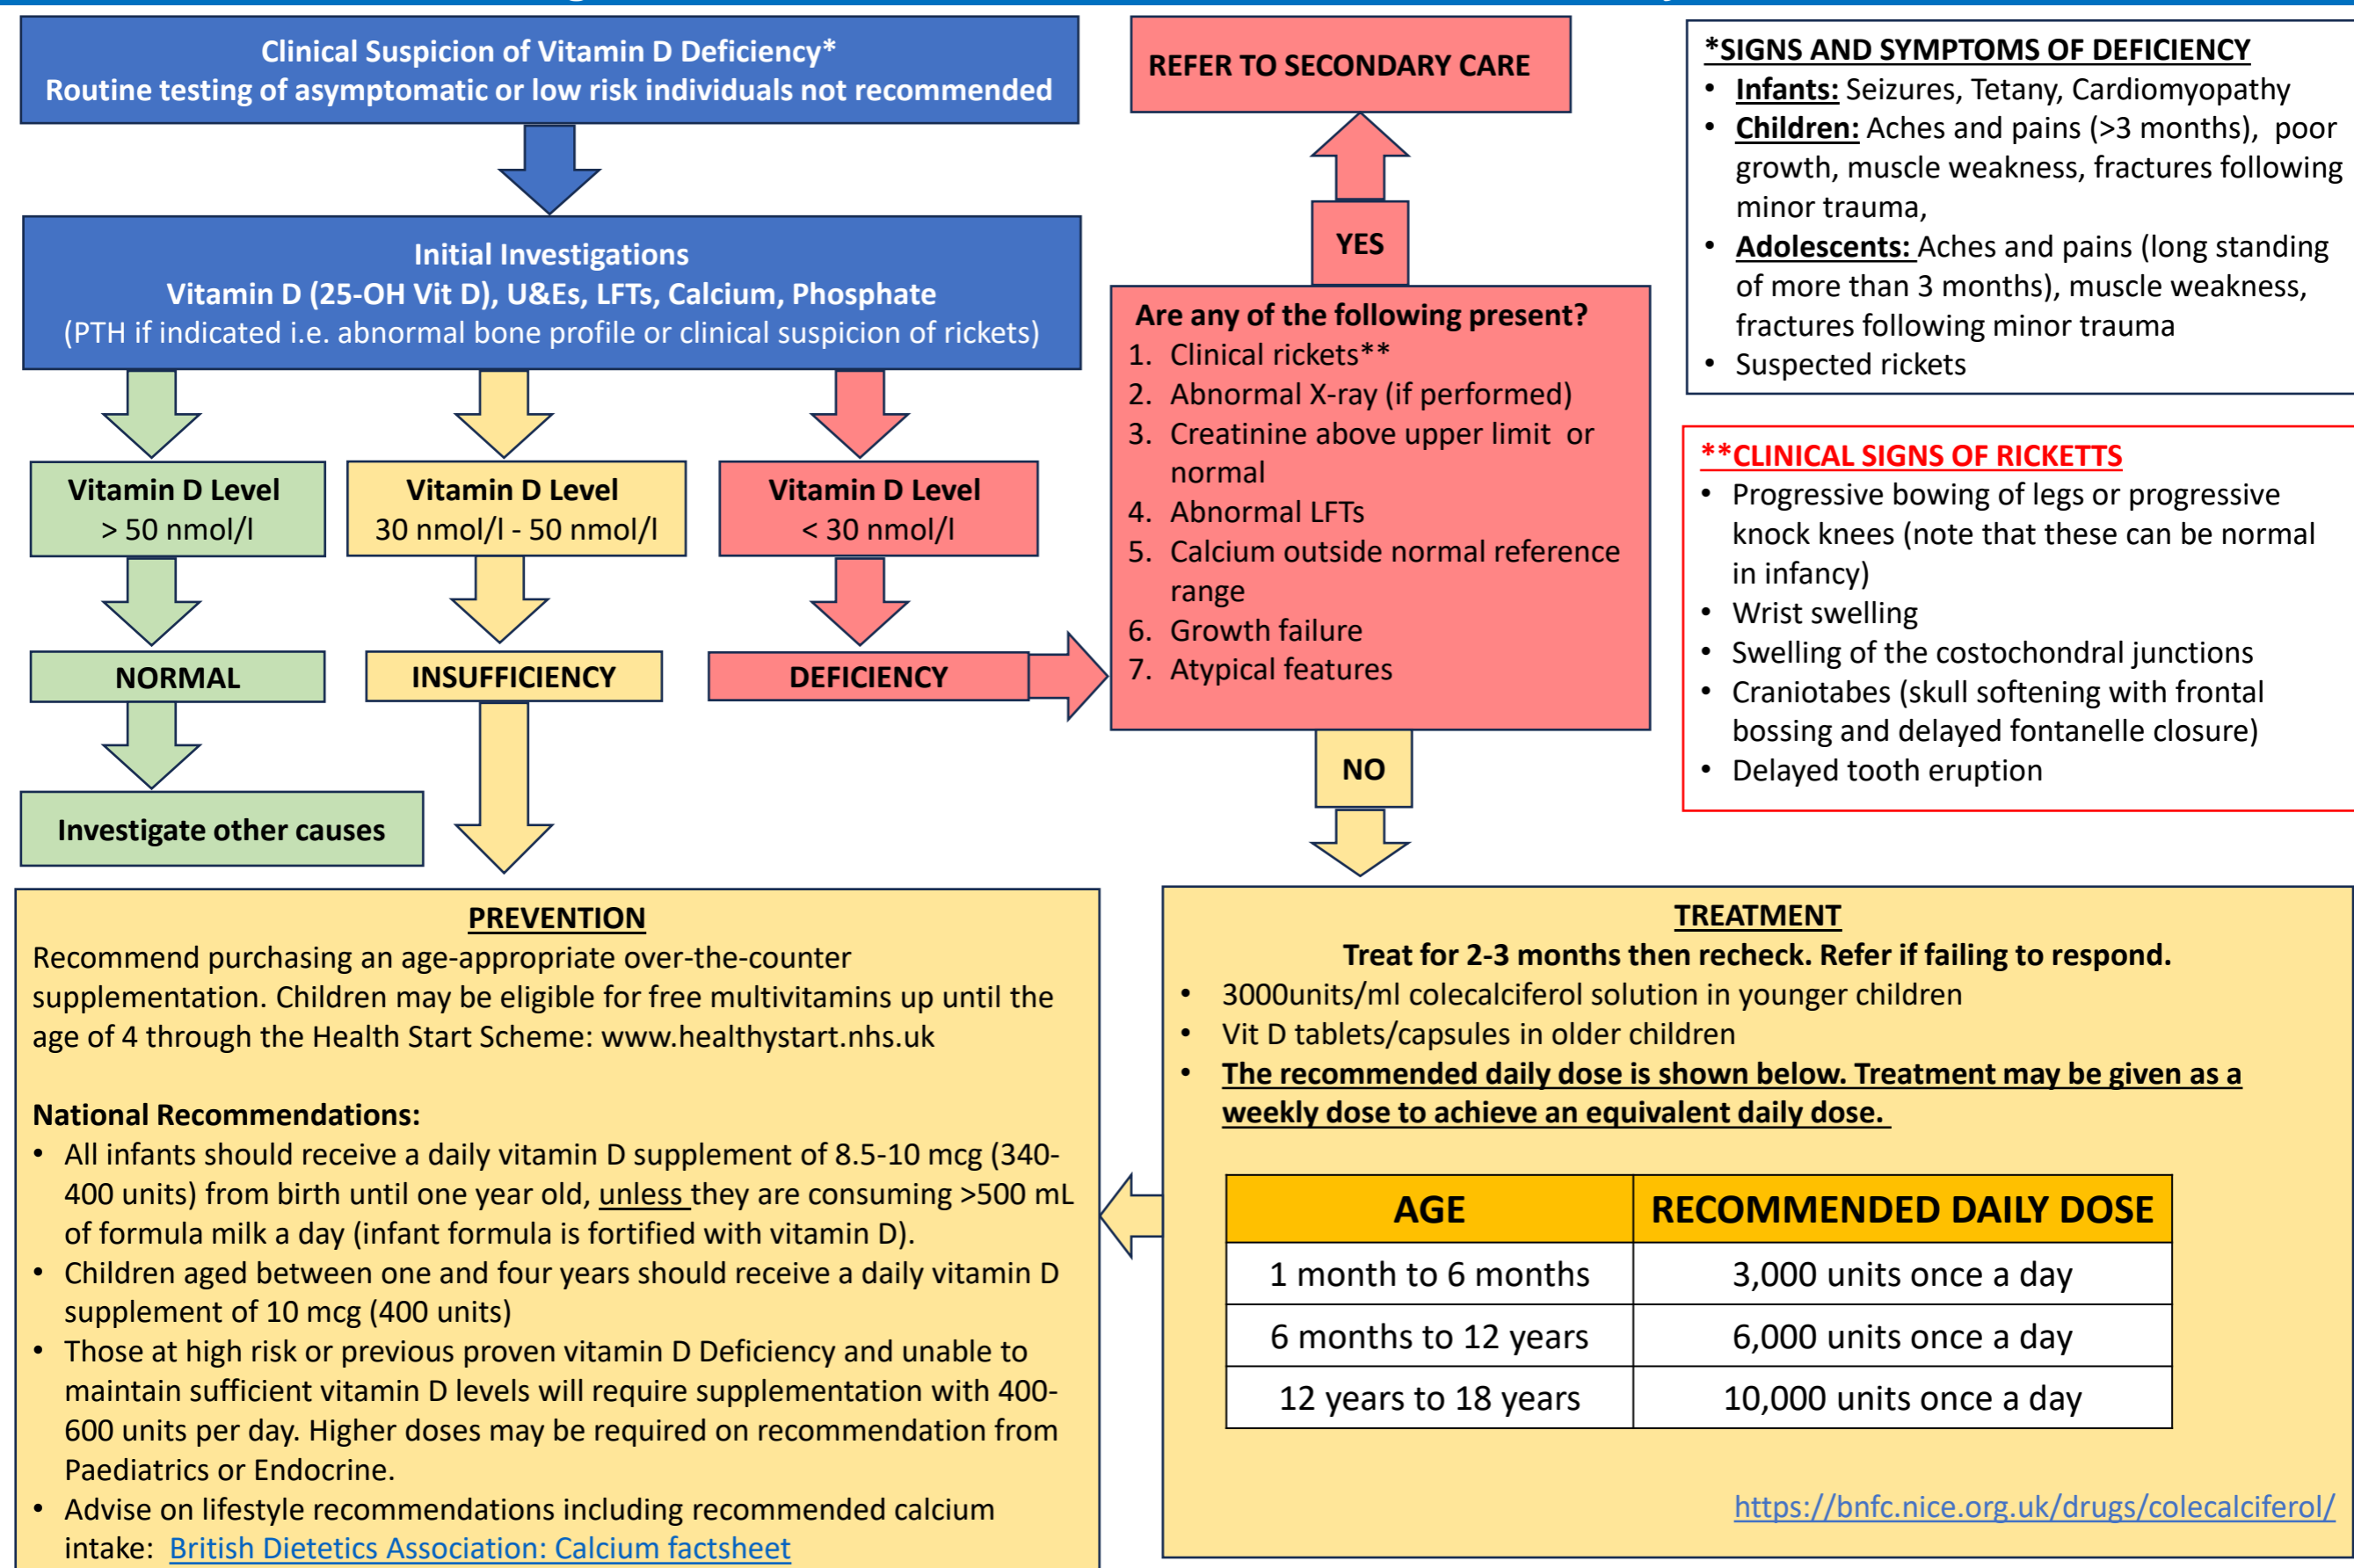 Clinical Suspicion of Vitamin D Deficiency*
Routine testing of asymptomatic or low risk individuals not recommended
Initial Investigations
Vitamin D (25-OH Vit D), U&Es, LFTs, Calcium, Phosphate
(PTH if indicated i.e. abnormal bone profile or clinical suspicion of rickets)
Vitamin D Level
> 50 nmol/l
Vitamin D Level
30 nmol/l - 50 nmol/l
Vitamin D Level
< 30 nmol/l
NORMAL
INSUFFICIENCY
DEFICIENCY
Investigate other causes
REFER TO SECONDARY CARE
YES
Are any of the following present?
1. Clinical rickets**
2. Abnormal X-ray (if performed)
3. Creatinine above upper limit or
normal
4. Abnormal LFTs
5. Calcium outside normal reference
range
6. Growth failure
7. Atypical features
NO
*SIGNS AND SYMPTOMS OF DEFICIENCY
• Infants: Seizures, Tetany, Cardiomyopathy
• Children: Aches and pains (>3 months), poor
growth, muscle weakness, fractures following
minor trauma,
• Adolescents: Aches and pains (long standing
of more than 3 months), muscle weakness,
fractures following minor trauma
• Suspected rickets
**CLINICAL SIGNS OF RICKETTS
• Progressive bowing of legs or progressive
knock knees (note that these can be normal
in infancy)
• Wrist swelling
• Swelling of the costochondral junctions
• Craniotabes (skull softening with frontal
bossing and delayed fontanelle closure)
• Delayed tooth eruption
PREVENTION
Recommend purchasing an age-appropriate over-the-counter
supplementation. Children may be eligible for free multivitamins up until the
age of 4 through the Health Start Scheme: www.healthystart.nhs.uk
National Recommendations:
• All infants should receive a daily vitamin D supplement of 8.5-10 mcg (340-
400 units) from birth until one year old, unless they are consuming >500 mL
of formula milk a day (infant formula is fortified with vitamin D).
• Children aged between one and four years should receive a daily vitamin D
supplement of 10 mcg (400 units)
• Those at high risk or previous proven vitamin D Deficiency and unable to
maintain sufficient vitamin D levels will require supplementation with 400-
600 units per day. Higher doses may be required on recommendation from
Paediatrics or Endocrine.
• Advise on lifestyle recommendations including recommended calcium
intake: British Dietetics Association: Calcium factsheet
TREATMENT
Treat for 2-3 months then recheck. Refer if failing to respond.
• 3000units/ml colecalciferol solution in younger children
• Vit D tablets/capsules in older children
• The recommended daily dose is shown below. Treatment may be given as a
weekly dose to achieve an equivalent daily dose.
AGE RECOMMENDED DAILY DOSE
1 month to 6 months 3,000 units once a day
6 months to 12 years 6,000 units once a day
12 years to 18 years 10,000 units once a day
https://bnfc.nice.org.uk/drugs/colecalciferol/